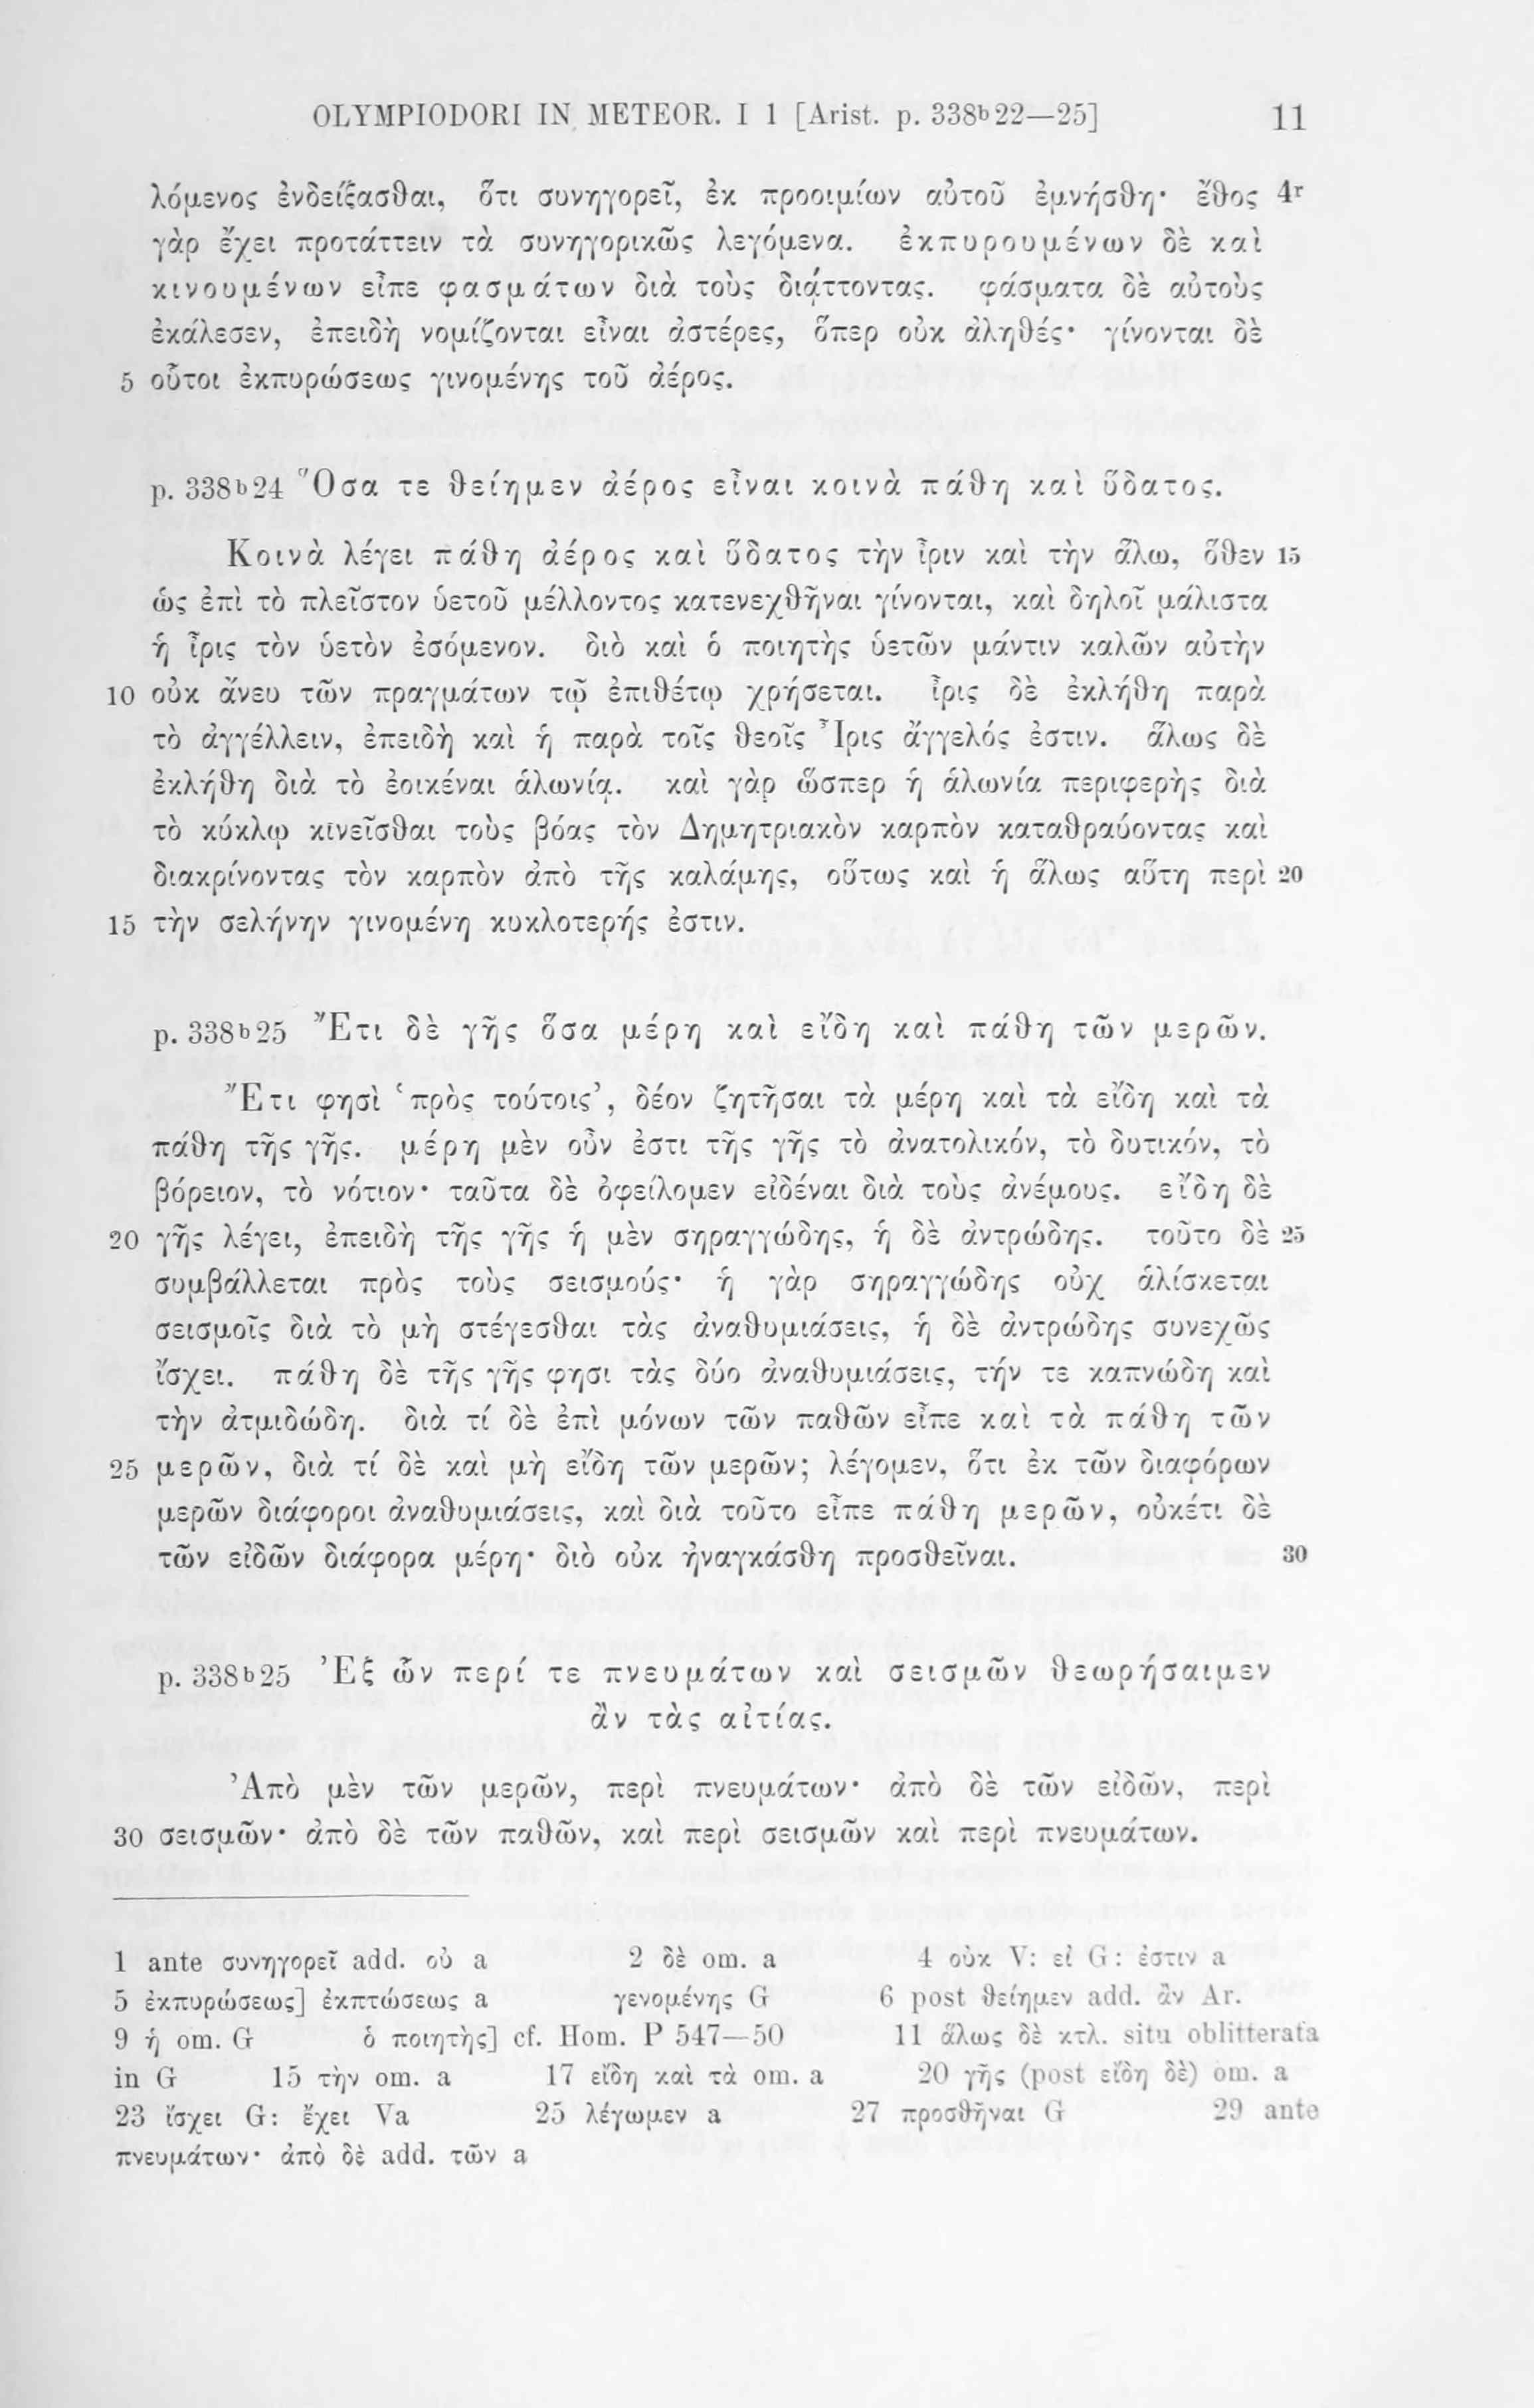 OLYMPIODORI IN METEOR. I 1 [Arist. p. 338ᵇ22—25] 11
λόμενος ἐνδείξασθαι, ὅτι συνηγορεῖ, ἐκ προοιμίων αὐτοῦ ἐμνήσθη· ἔθος 4ʳ
γὰρ ἔχει προτάττειν τὰ συνηγορικῶς λεγόμενα. ἐκπυρουμένων δὲ καὶ
κινουμένων εἶπε φασμάτων διὰ τοὺς διᾴττοντας. φάσματα δὲ αὐτοὺς
ἐκάλεσεν, ἐπειδὴ νομίζονται εἶναι ἀστέρες, ὅπερ οὐκ ἀληθές· γίνονται δὲ
5 οὗτοι ἐκπυρώσεως γινομένης τοῦ ἀέρος.
p. 338ᵇ24 Ὅσα τε θείημεν ἀέρος εἶναι κοινὰ πάθη καὶ ὕδατος.
Κοινὰ λέγει πάθη ἀέρος καὶ ὕδατος τὴν ἶριν καὶ τὴν ἅλω, ὅθεν 15
ὡς ἐπὶ τὸ πλεῖστον ὑετοῦ μέλλοντος κατενεχθῆναι γίνονται, καὶ δηλοῖ μάλιστα
ἡ ἶρις τὸν ὑετὸν ἐσόμενον. διὸ καὶ ὁ ποιητὴς ὑετῶν μάντιν καλῶν αὐτὴν
10 οὐκ ἄνευ τῶν πραγμάτων τῷ ἐπιθέτῳ χρήσεται. ἶρις δὲ ἐκλήθη παρὰ
τὸ ἀγγέλλειν, ἐπειδὴ καὶ ἡ παρὰ τοῖς θεοῖς Ἶρις ἄγγελός ἐστιν. ἅλως δὲ
ἐκλήθη διὰ τὸ ἐοικέναι ἁλωνίᾳ. καὶ γὰρ ὥσπερ ἡ ἁλωνία περιφερὴς διὰ
τὸ κύκλῳ κινεῖσθαι τοὺς βόας τὸν Δημητριακὸν καρπὸν καταθραύοντας καὶ
διακρίνοντας τὸν καρπὸν ἀπὸ τῆς καλάμης, οὕτως καὶ ἡ ἅλως αὕτη περὶ 20
15 τὴν σελήνην γινομένη κυκλοτερής ἐστιν.
p. 338ᵇ25 Ἔτι δὲ γῆς ὅσα μέρη καὶ εἴδη καὶ πάθη τῶν μερῶν.
Ἔτι φησὶ ‘πρὸς τούτοις’, δέον ζητῆσαι τὰ μέρη καὶ τὰ εἴδη καὶ τὰ
πάθη τῆς γῆς. μέρη μὲν οὖν ἐστι τῆς γῆς τὸ ἀνατολικόν, τὸ δυτικόν, τὸ
βόρειον, τὸ νότιον· ταῦτα δὲ ὀφείλομεν εἰδέναι διὰ τοὺς ἀνέμους. εἴδη δὲ
20 γῆς λέγει, ἐπειδὴ τῆς γῆς ἡ μὲν σηραγγώδης, ἡ δὲ ἀντρώδης. τοῦτο δὲ 25
συμβάλλεται πρὸς τοὺς σεισμούς· ἡ γὰρ σηραγγώδης οὐχ ἁλίσκεται
σεισμοῖς διὰ τὸ μὴ στέγεσθαι τὰς ἀναθυμιάσεις, ἡ δὲ ἀντρώδης συνεχῶς
ἴσχει. πάθη δὲ τῆς γῆς φησι τὰς δύο ἀναθυμιάσεις, τήν τε καπνώδη καὶ
τὴν ἀτμιδώδη. διὰ τί δὲ ἐπὶ μόνων τῶν παθῶν εἶπε καὶ τὰ πάθη τῶν
25 μερῶν, διὰ τί δὲ καὶ μὴ εἴδη τῶν μερῶν; λέγομεν, ὅτι ἐκ τῶν διαφόρων
μερῶν διάφοροι ἀναθυμιάσεις, καὶ διὰ τοῦτο εἶπε πάθη μερῶν, οὐκέτι δὲ
τῶν εἰδῶν διάφορα μέρη· διὸ οὐκ ἠναγκάσθη προσθεῖναι. 30
p. 338ᵇ25 Ἐξ ὧν περί τε πνευμάτων καὶ σεισμῶν θεωρήσαιμεν
ἂν τὰς αἰτίας.
Ἀπὸ μὲν τῶν μερῶν, περὶ πνευμάτων· ἀπὸ δὲ τῶν εἰδῶν, περὶ
30 σεισμῶν· ἀπὸ δὲ τῶν παθῶν, καὶ περὶ σεισμῶν καὶ περὶ πνευμάτων.
1 ante συνηγορεῖ add. οὐ a 2 δὲ om. a 4 οὐκ V: εἰ G: ἐστιν a
5 ἐκπυρώσεως] ἐκπτώσεως a γενομένης G 6 post θείημεν add. ἂν Ar.
9 ἡ om. G ὁ ποιητὴς] cf. Hom. P 547—50 11 ἅλως δὲ κτλ. situ oblitterata
in G 15 τὴν om. a 17 εἴδη καὶ τὰ om. a 20 γῆς (post εἴδη δὲ) om. a
23 ἴσχει G: ἔχει Va 25 λέγωμεν a 27 προσθῆναι G 29 ante
πνευμάτων· ἀπὸ δὲ add. τῶν a